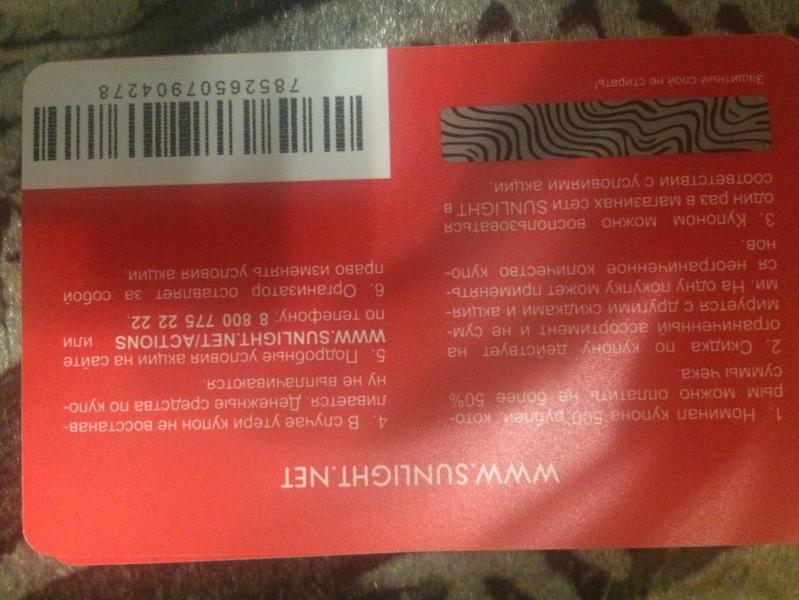 WWW.SUNLIGHT.NET
1. Номинал купона 500 рублей, кото-
рым можно оплатить не более 50%
суммы чека.
2. Скидка по купону действует на
ограниченный ассортимент и не сум-
мируется с другими скидками и акция-
ми. На одну покупку может применять-
ся неограниченное количество купо-
нов.
3. Купоном можно воспользоваться
один раз в магазинах сети SUNLIGHT в
соответствии с условиями акции.
Защитный слой не стирать!
4. В случае утери купон не восстанав-
ливается. Денежные средства по купо-
ну не выплачиваются.
5. Подробные условия акции на сайте
WWW.SUNLIGHT.NET/ACTIONS или
по телефону: 8 800 775 22 22.
6. Организатор оставляет за собой
право изменять условия акции.
78526507904278